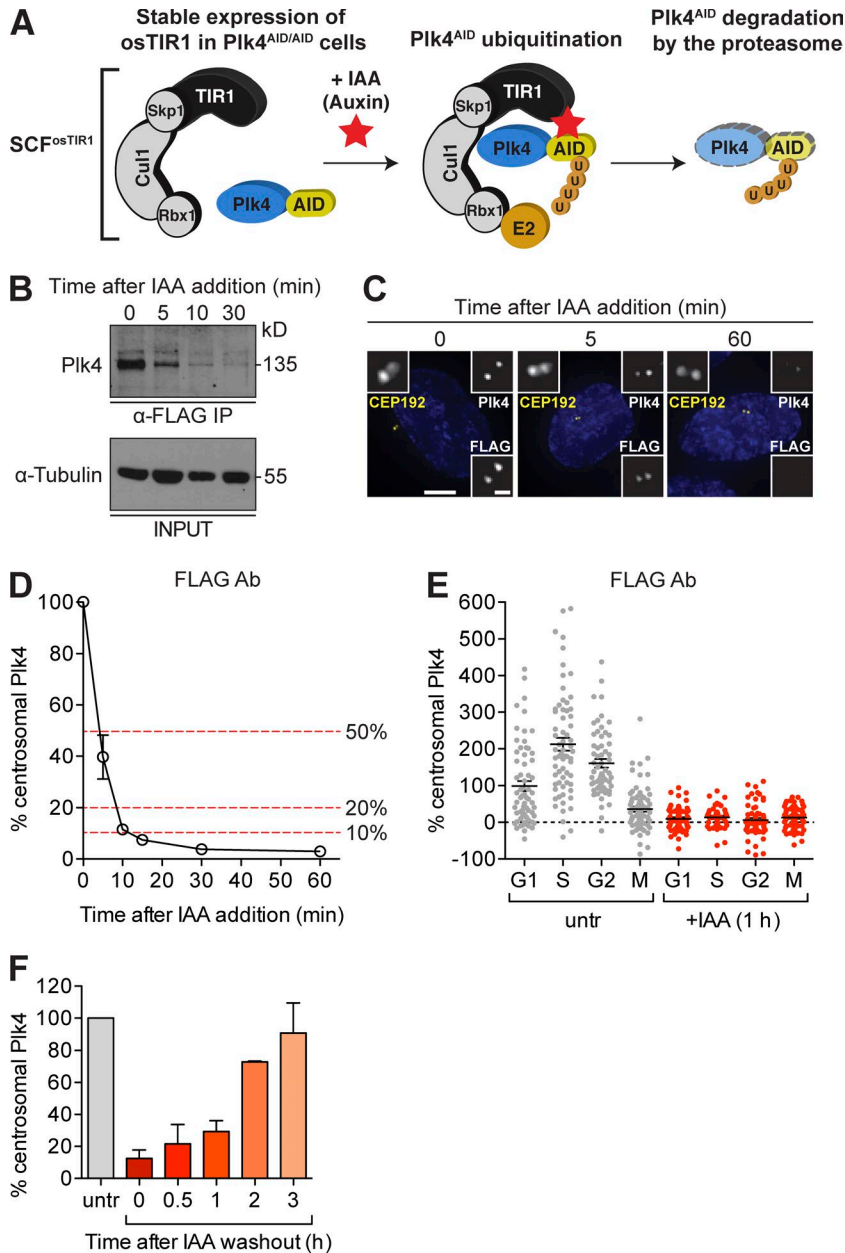 A
Stable expression of
osTIR1 in Plk4AID/AID cells
Plk4AID ubiquitination
Plk4AID degradation
by the proteasome
SCFosTIR1
Skp1
TIR1
Cul1
Rbx1
Plk4
AID
+ IAA
(Auxin)
Skp1
TIR1
Cul1
Rbx1
Plk4
AID
U
U
U
U
E2
Plk4
AID
U
U
U
U
B
Time after IAA addition (min)
0 5 10 30
kD
Plk4
135
α-FLAG IP
α-Tubulin
55
INPUT
C
Time after IAA addition (min)
0 5 60
CEP192 Plk4 CEP192 Plk4 CEP192 Plk4
FLAG FLAG FLAG
D
FLAG Ab
% centrosomal Plk4
100
80
60
40
20
0
50%
20%
10%
0 10 20 30 40 50 60
Time after IAA addition (min)
E
FLAG Ab
% centrosomal Plk4
600
500
400
300
200
100
0
-100
G1 S G2 M G1 S G2 M
untr +IAA (1 h)
F
% centrosomal Plk4
120
100
80
60
40
20
0
untr 0 0.5 1 2 3
Time after IAA washout (h)